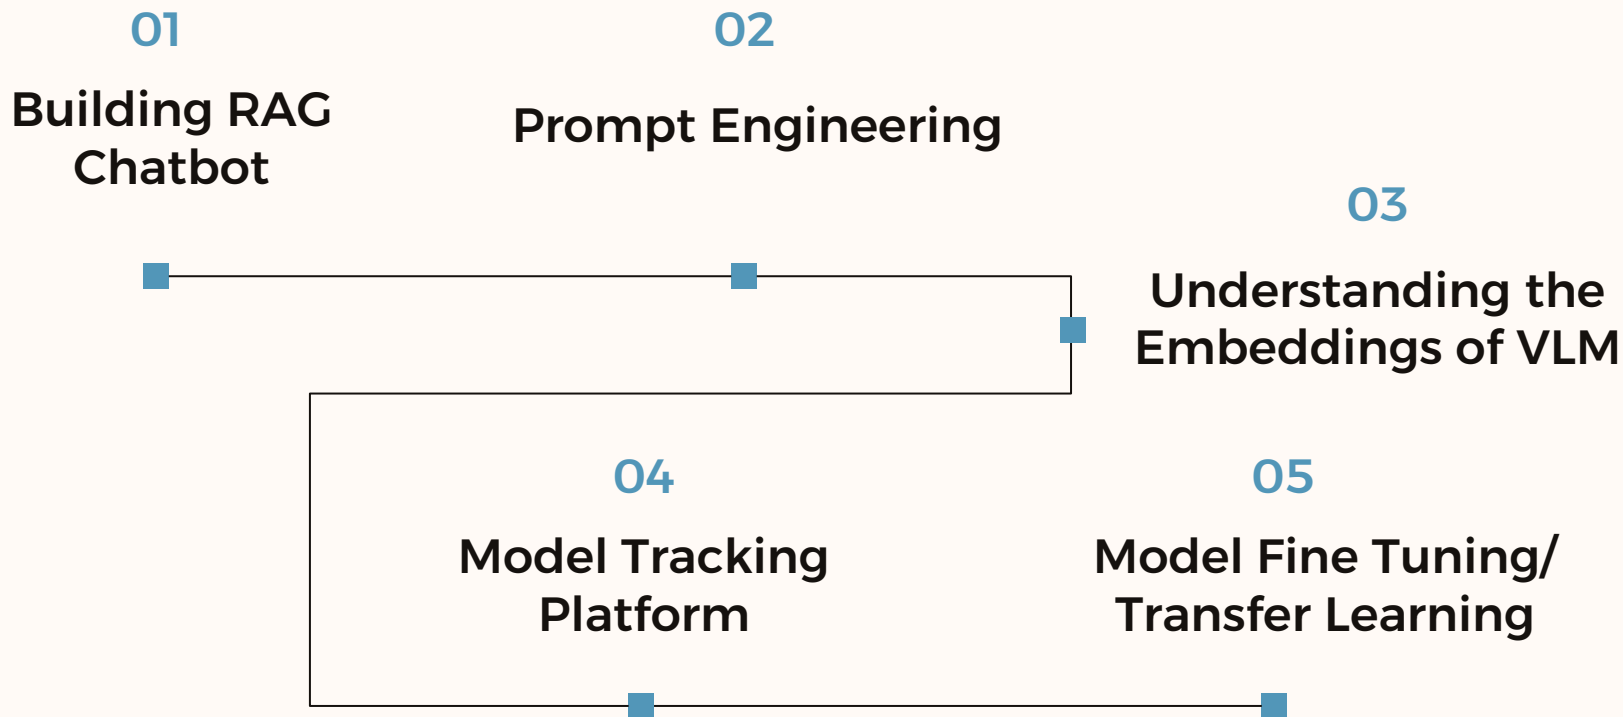 01
Building RAG
Chatbot
02
Prompt Engineering
03
Understanding the
Embeddings of VLM
04
Model Tracking
Platform
05
Model Fine Tuning/
Transfer Learning